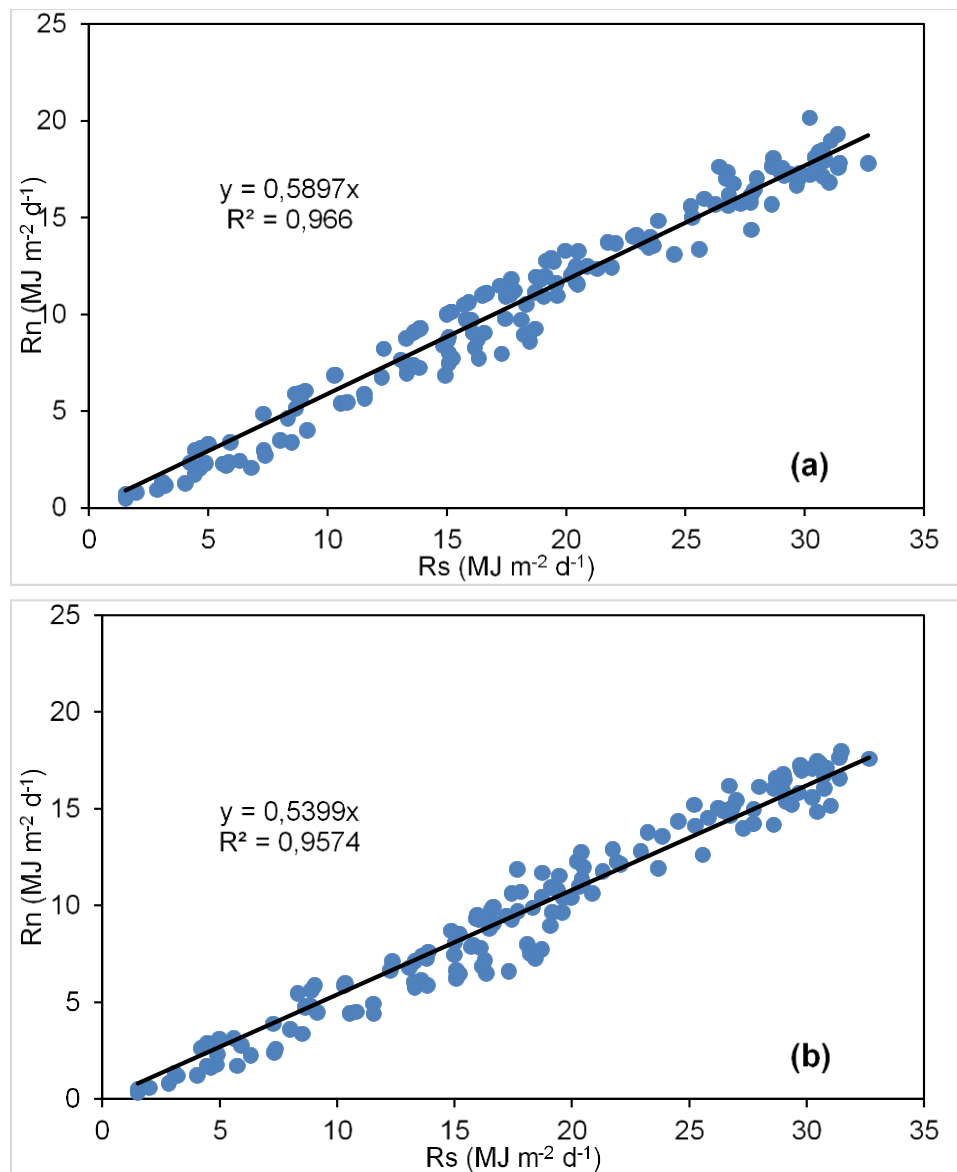 25
20
15
10
5
0
Rn (MJ m⁻² d⁻¹)
y = 0,5897x
R² = 0,966
(a)
0 5 10 15 20 25 30 35
Rs (MJ m⁻² d⁻¹)
25
20
15
10
5
0
Rn (MJ m⁻² d⁻¹)
y = 0,5399x
R² = 0,9574
(b)
0 5 10 15 20 25 30 35
Rs (MJ m⁻² d⁻¹)